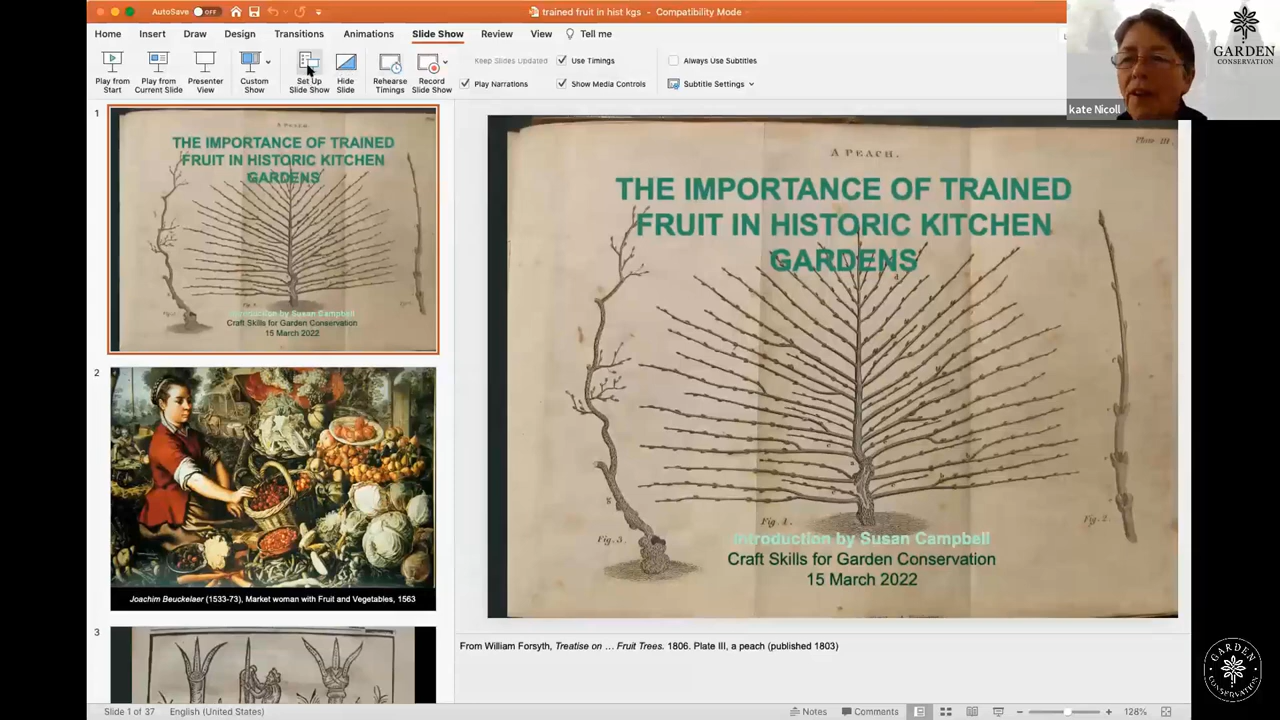 AutoSave OFF
trained fruit in hist kgs - Compatibility Mode
Home Insert Draw Design Transitions Animations Slide Show Review View Tell me
Play from Start
Play from Current Slide
Presenter View
Custom Show
Set Up Slide Show
Hide Slide
Rehearse Timings
Record Slide Show
Keep Slides Updated
Use Timings
Play Narrations
Show Media Controls
Always Use Subtitles
Subtitle Settings
GARDEN
CONSERVATION
kate Nicoll
1
A PEACH.
THE IMPORTANCE OF TRAINED
FRUIT IN HISTORIC KITCHEN
GARDENS
Introduction by Susan Campbell
Craft Skills for Garden Conservation
15 March 2022
2
Joachim Beuckelaer (1533-73), Market woman with Fruit and Vegetables, 1563
3
A PEACH.
Plate III.
THE IMPORTANCE OF TRAINED
FRUIT IN HISTORIC KITCHEN
GARDENS
Fig. 1.
Fig. 2.
Fig. 3.
Introduction by Susan Campbell
Craft Skills for Garden Conservation
15 March 2022
From William Forsyth, Treatise on ... Fruit Trees. 1806. Plate III, a peach (published 1803)
GARDEN
CONSERVATION
Slide 1 of 37 English (United States)
Notes Comments 128%